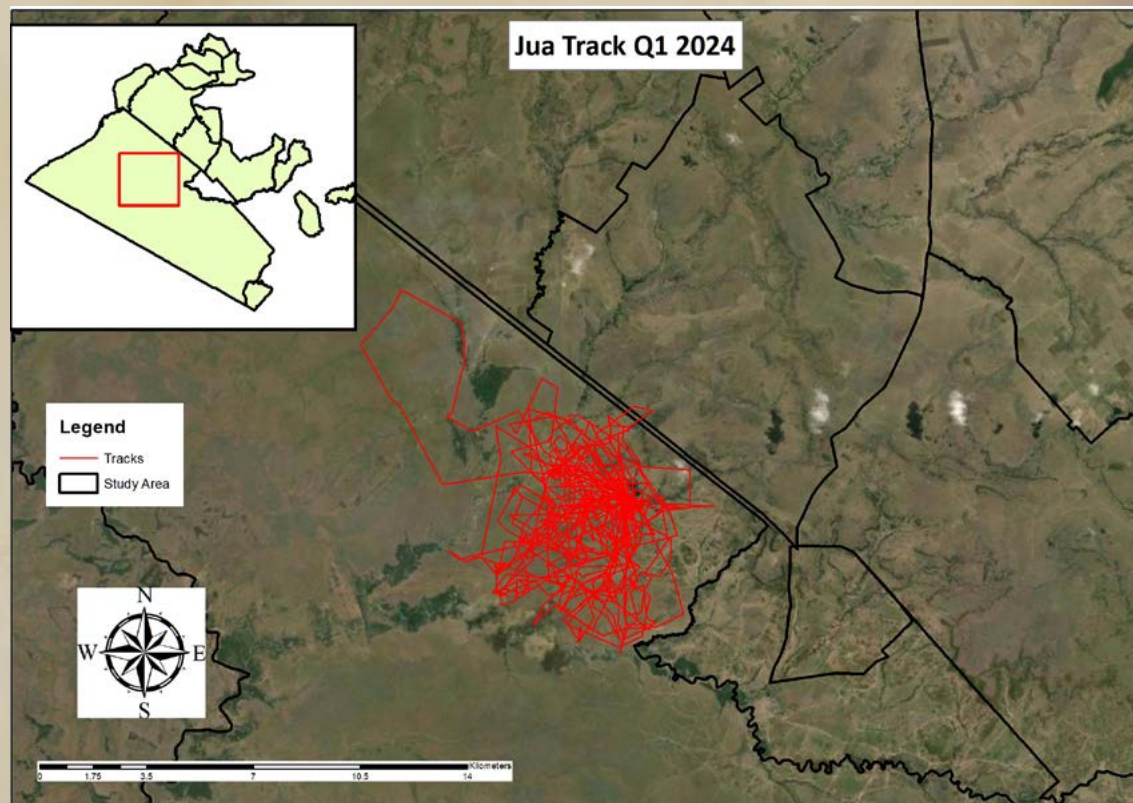 Jua Track Q1 2024
Legend
Tracks
Study Area
N
W E
S
Kilometers
0 1.75 3.5 7 10.5 14